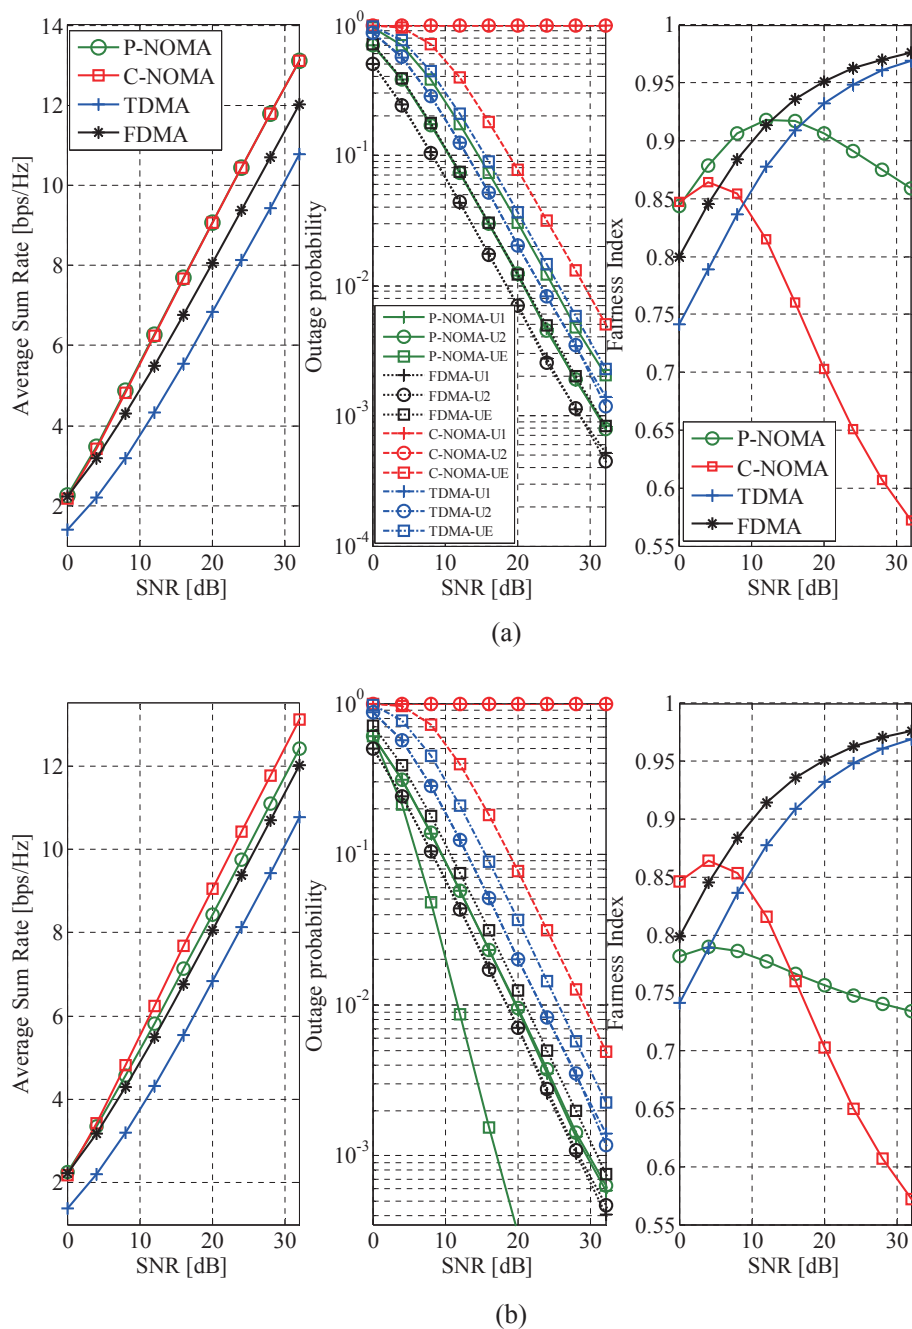 14
12
10
8
6
4
2
0
10
20
30
SNR [dB]
Average Sum Rate [bps/Hz]
P-NOMA
C-NOMA
TDMA
FDMA
10^0
10^-1
10^-2
10^-3
10^-4
0
10
20
30
SNR [dB]
Outage probability
P-NOMA-U1
P-NOMA-U2
P-NOMA-UE
FDMA-U1
FDMA-U2
FDMA-UE
C-NOMA-U1
C-NOMA-U2
C-NOMA-UE
TDMA-U1
TDMA-U2
TDMA-UE
1
0.95
0.9
0.85
0.8
0.75
0.7
0.65
0.6
0.55
0
10
20
30
SNR [dB]
Fairness Index
P-NOMA
C-NOMA
TDMA
FDMA
(a)
12
10
8
6
4
2
0
10
20
30
SNR [dB]
Average Sum Rate [bps/Hz]
10^0
10^-1
10^-2
10^-3
0
10
20
30
SNR [dB]
Outage probability
1
0.95
0.9
0.85
0.8
0.75
0.7
0.65
0.6
0.55
0
10
20
30
SNR [dB]
Fairness Index
(b)